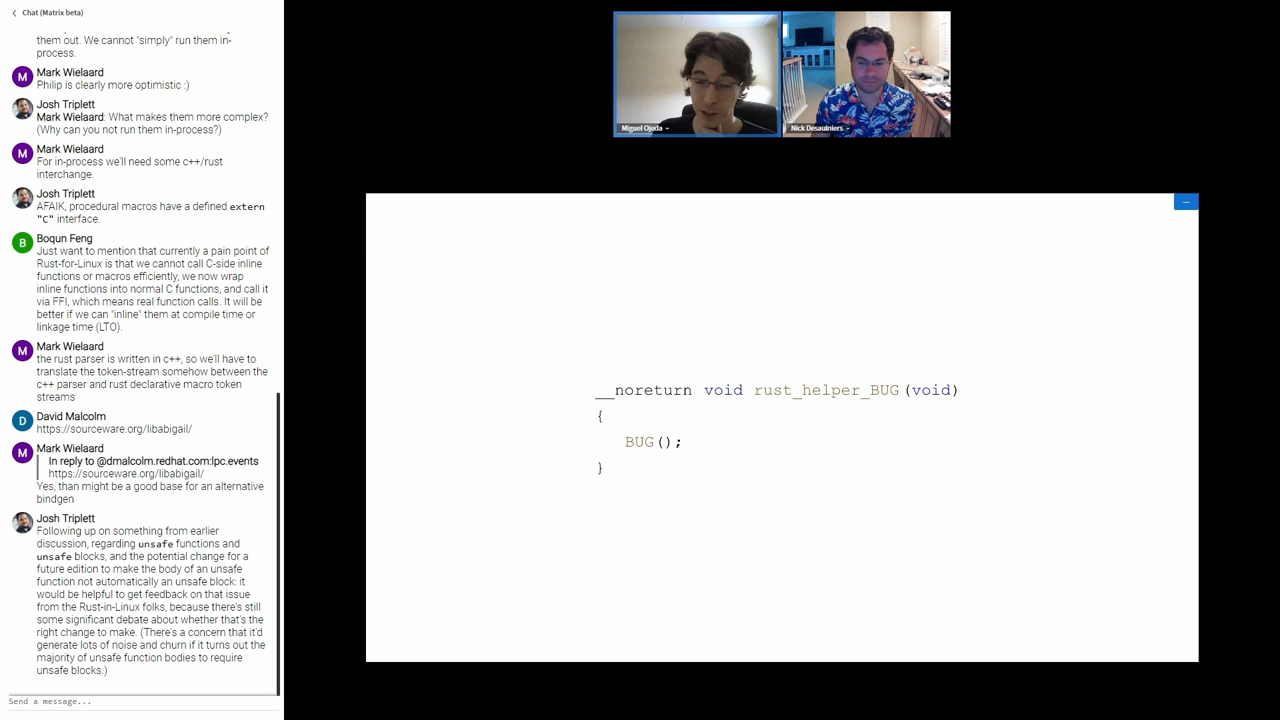 Chat (Matrix beta)
them out. We cannot "simply" run them in-
process.
Mark Wielaard
Philip is clearly more optimistic :)
Josh Triplett
Mark Wielaard: What makes them more complex?
(Why can you not run them in-process?)
Mark Wielaard
For in-process we'll need some c++/rust
interchange.
Josh Triplett
AFAIK, procedural macros have a defined extern
"C" interface.
Boqun Feng
Just want to mention that currently a pain point of
Rust-for-Linux is that we cannot call C-side inline
functions or macros efficiently, we now wrap
inline functions into normal C functions, and call it
via FFI, which means real function calls. It will be
better if we can "inline" them at compile time or
linkage time (LTO).
Mark Wielaard
the rust parser is written in c++, so we'll have to
translate the token-stream somehow between the
c++ parser and rust declarative macro token
streams
David Malcolm
https://sourceware.org/libabigail/
Mark Wielaard
In reply to @dmalcolm.redhat.com:lpc.events
https://sourceware.org/libabigail/
Yes, than might be a good base for an alternative
bindgen
Josh Triplett
Following up on something from earlier
discussion, regarding unsafe functions and
unsafe blocks, and the potential change for a
future edition to make the body of an unsafe
function not automatically an unsafe block: it
would be helpful to get feedback on that issue
from the Rust-in-Linux folks, because there's still
some significant debate about whether that's the
right change to make. (There's a concern that it'd
generate lots of noise and churn if it turns out the
majority of unsafe function bodies to require
unsafe blocks.)
Send a message...
Miguel Ojeda
Nick Desaulniers
__noreturn void rust_helper_BUG(void)
{
BUG();
}